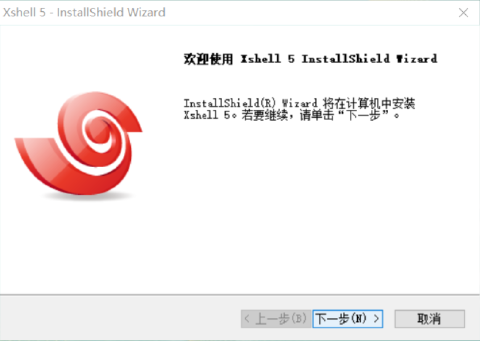 Xshell 5 - InstallShield Wizard
欢迎使用 Xshell 5 InstallShield Wizard
InstallShield(R) Wizard 将在计算机中安装
Xshell 5。若要继续，请单击“下一步”。
< 上一步(B)
下一步(N) >
取消